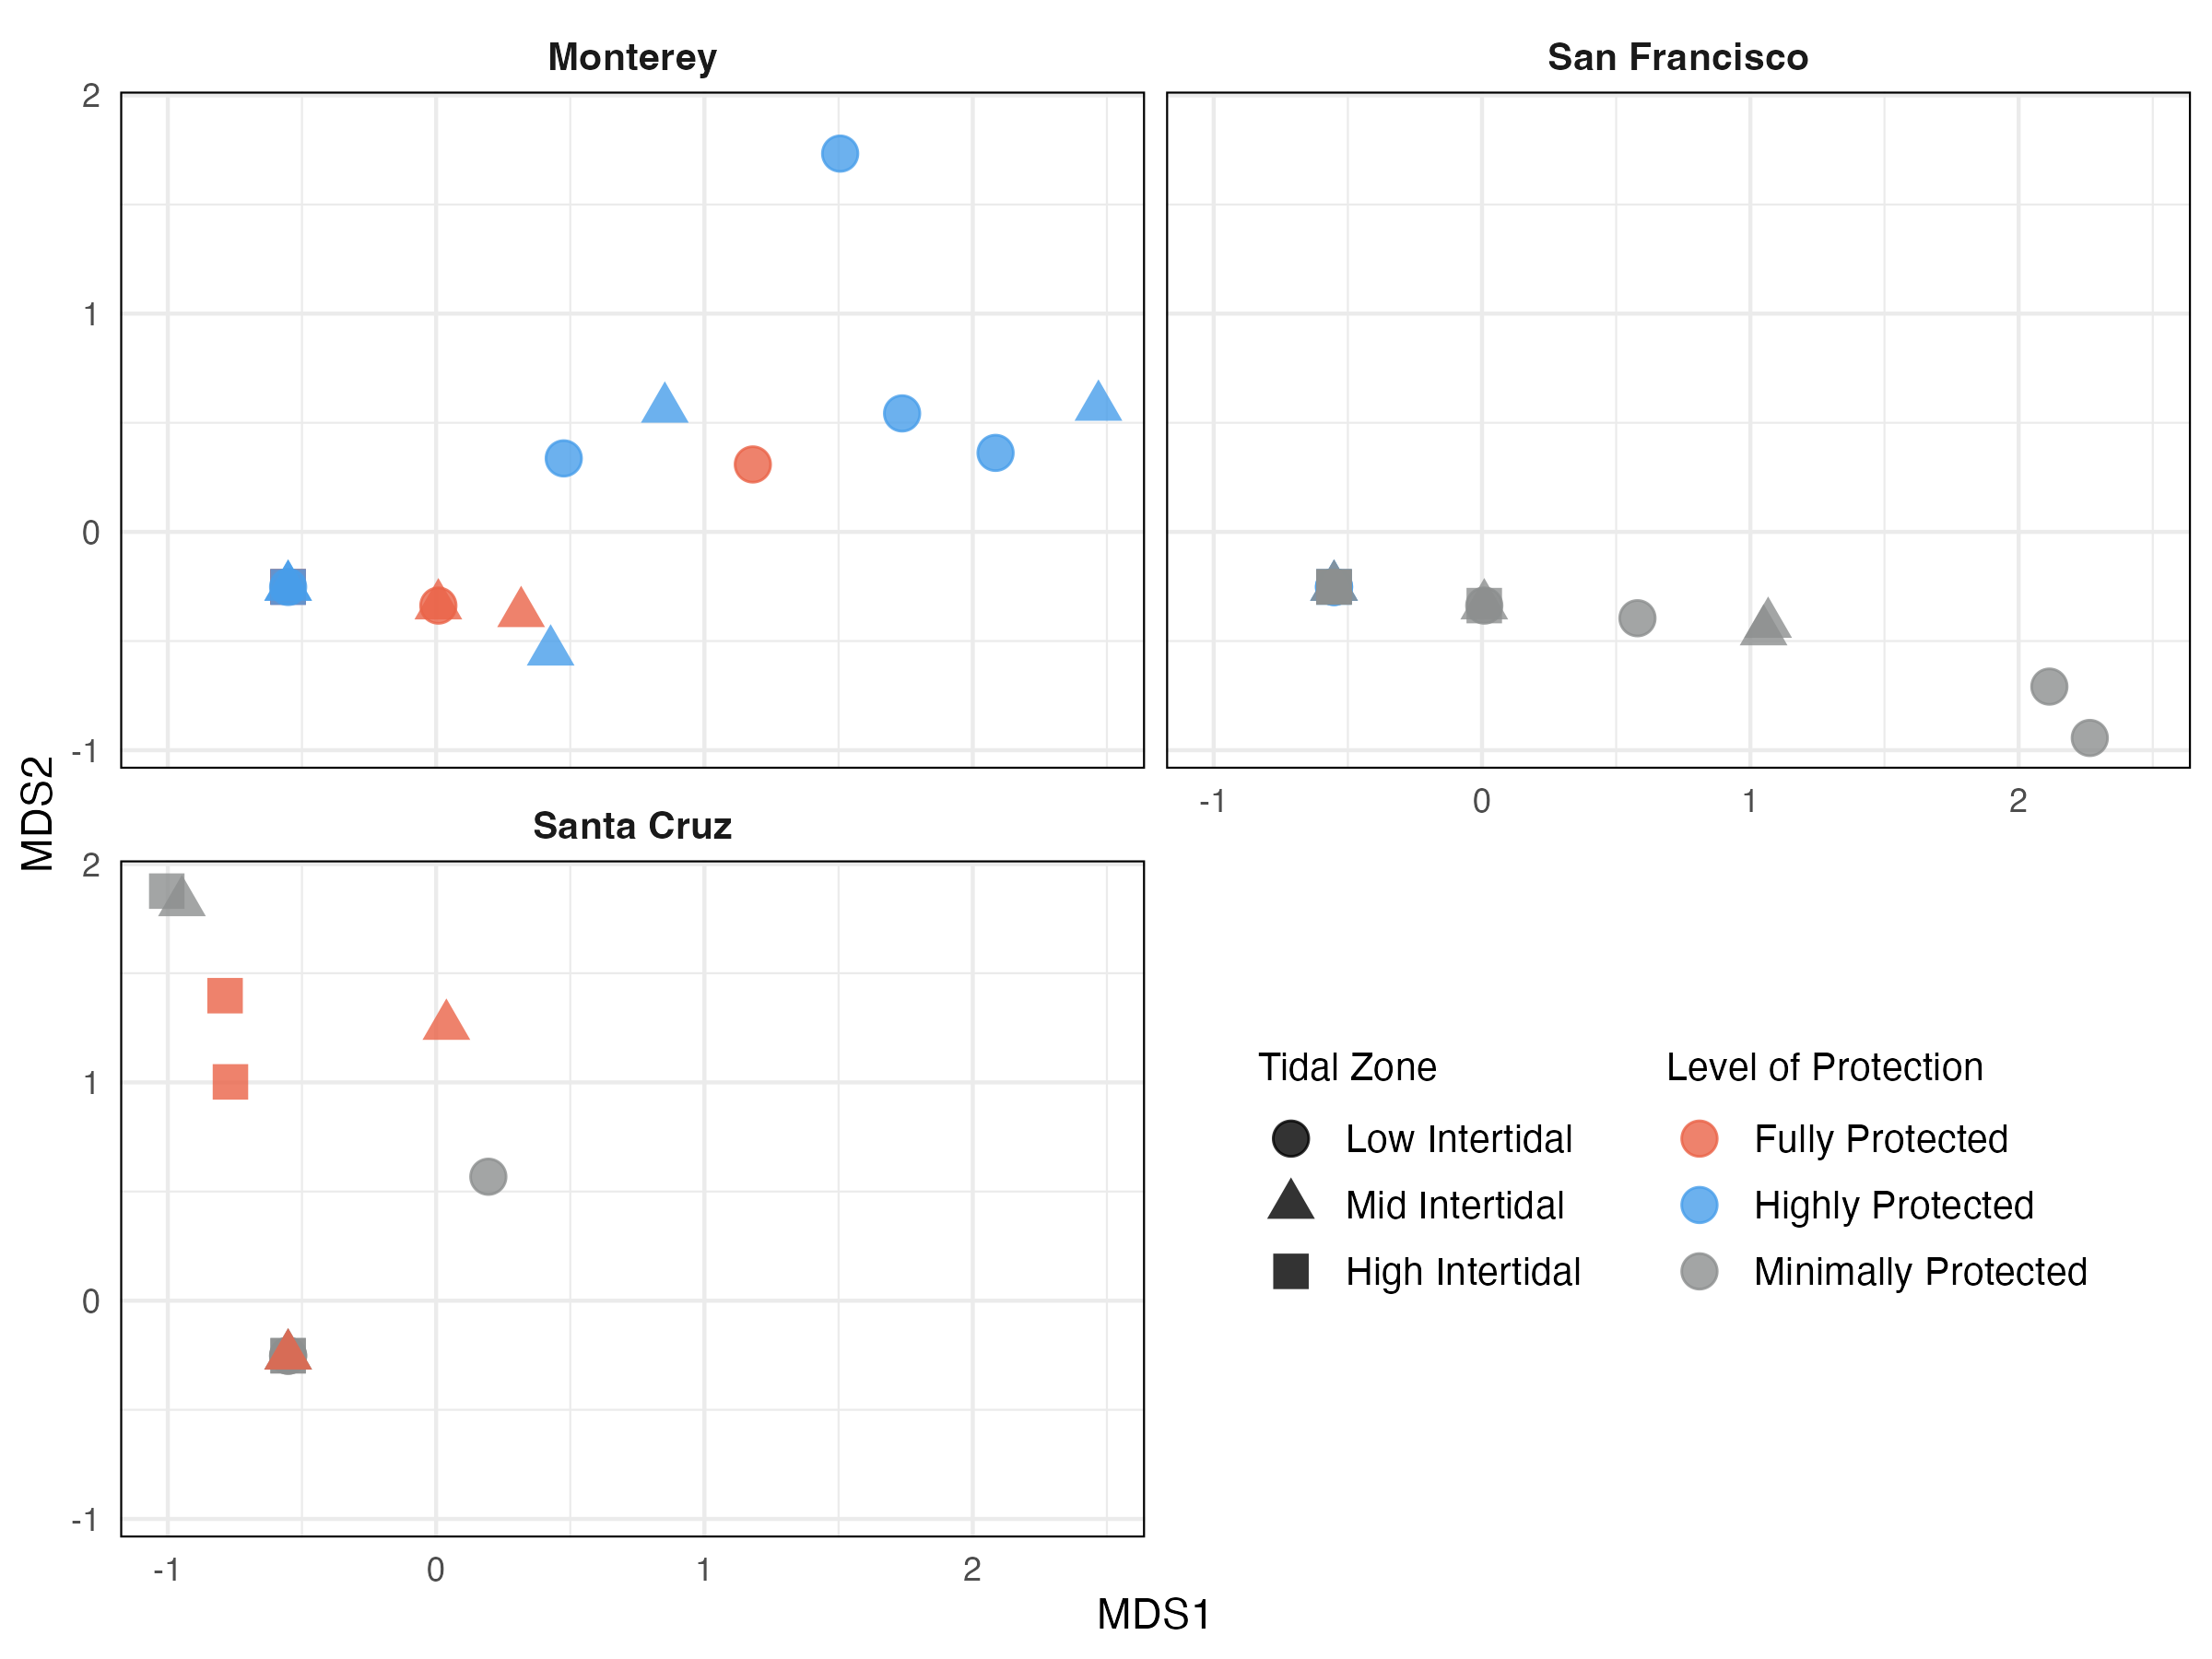 Monterey
San Francisco
2
1
0
-1
-1 0 1 2
Santa Cruz
2
1
0
-1
-1 0 1 2
MDS2
MDS1
Tidal Zone
Low Intertidal
Mid Intertidal
High Intertidal
Level of Protection
Fully Protected
Highly Protected
Minimally Protected